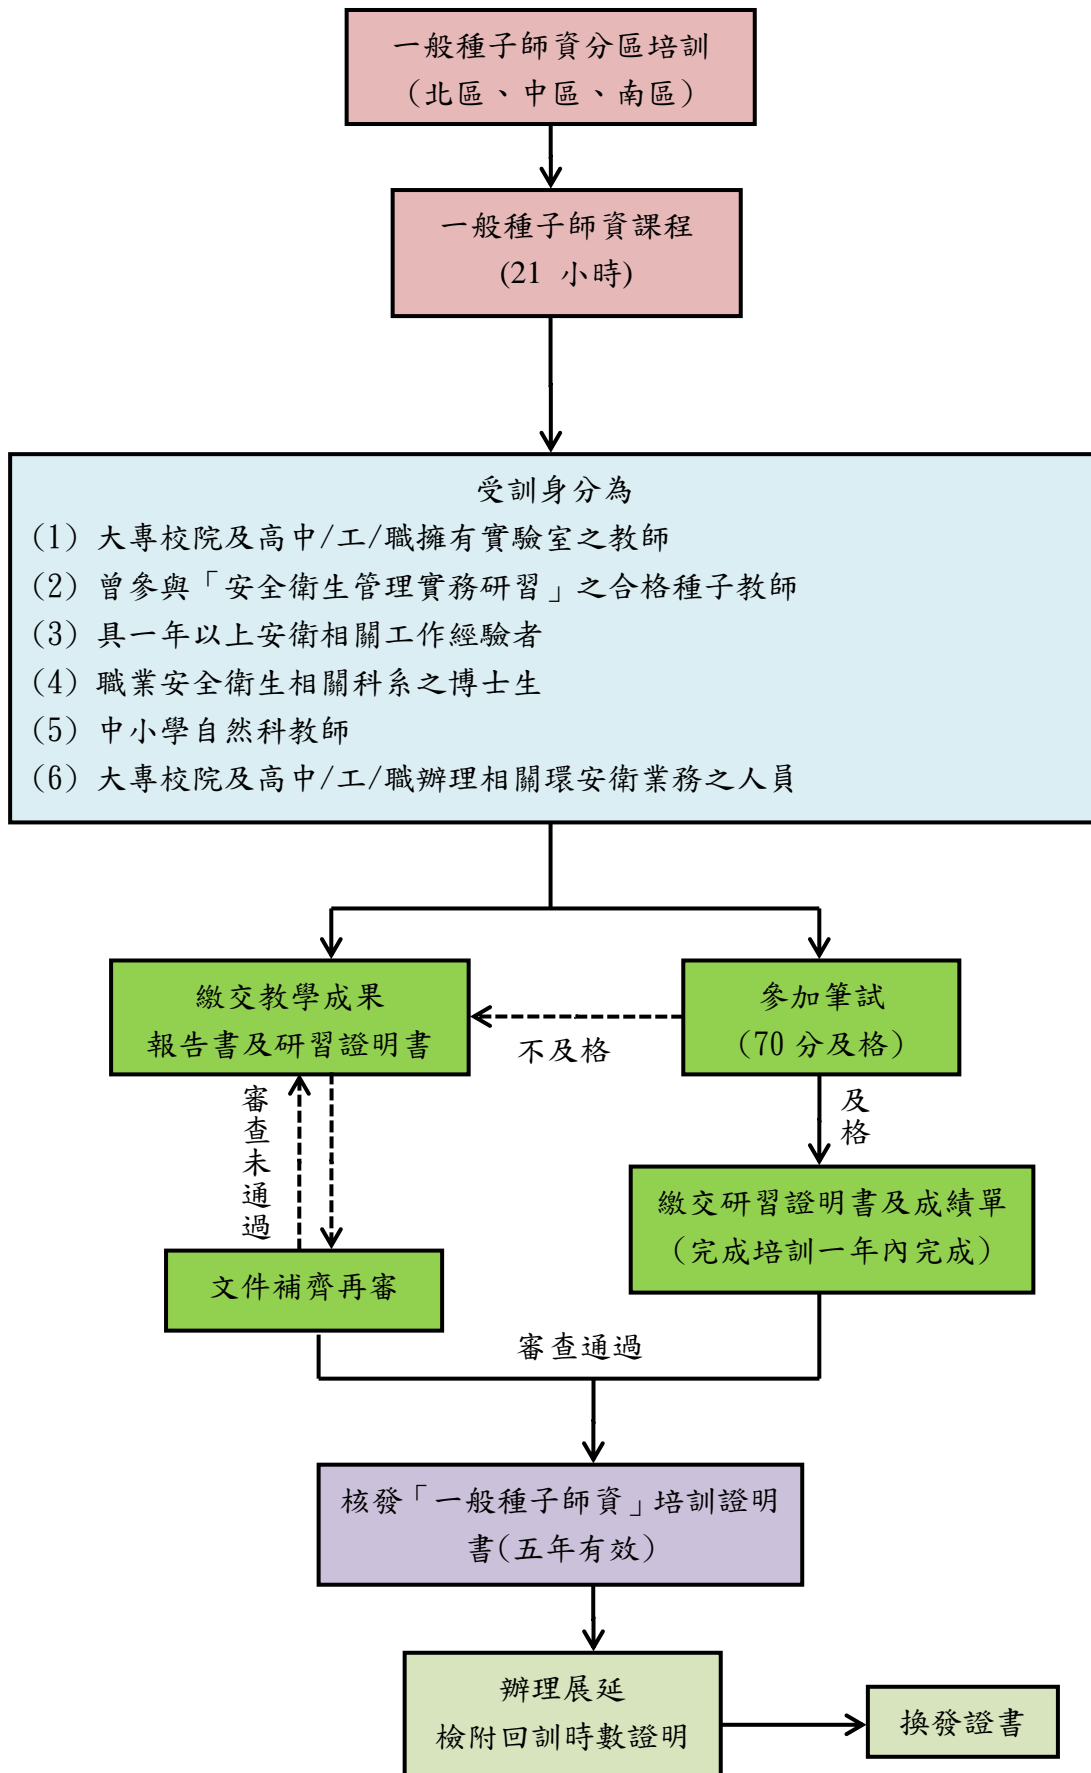 一般種子師資分區培訓
（北區、中區、南區）
一般種子師資課程
(21 小時)
受訓身分為
(1) 大專校院及高中/工/職擁有實驗室之教師
(2) 曾參與「安全衛生管理實務研習」之合格種子教師
(3) 具一年以上安衛相關工作經驗者
(4) 職業安全衛生相關科系之博士生
(5) 中小學自然科教師
(6) 大專校院及高中/工/職辦理相關環安衛業務之人員
繳交教學成果
報告書及研習證明書
不及格
參加筆試
（70 分及格）
審查未通過
及格
繳交研習證明書及成績單
（完成培訓一年內完成）
文件補齊再審
審查通過
核發「一般種子師資」培訓證明
書(五年有效)
辦理展延
檢附回訓時數證明
換發證書